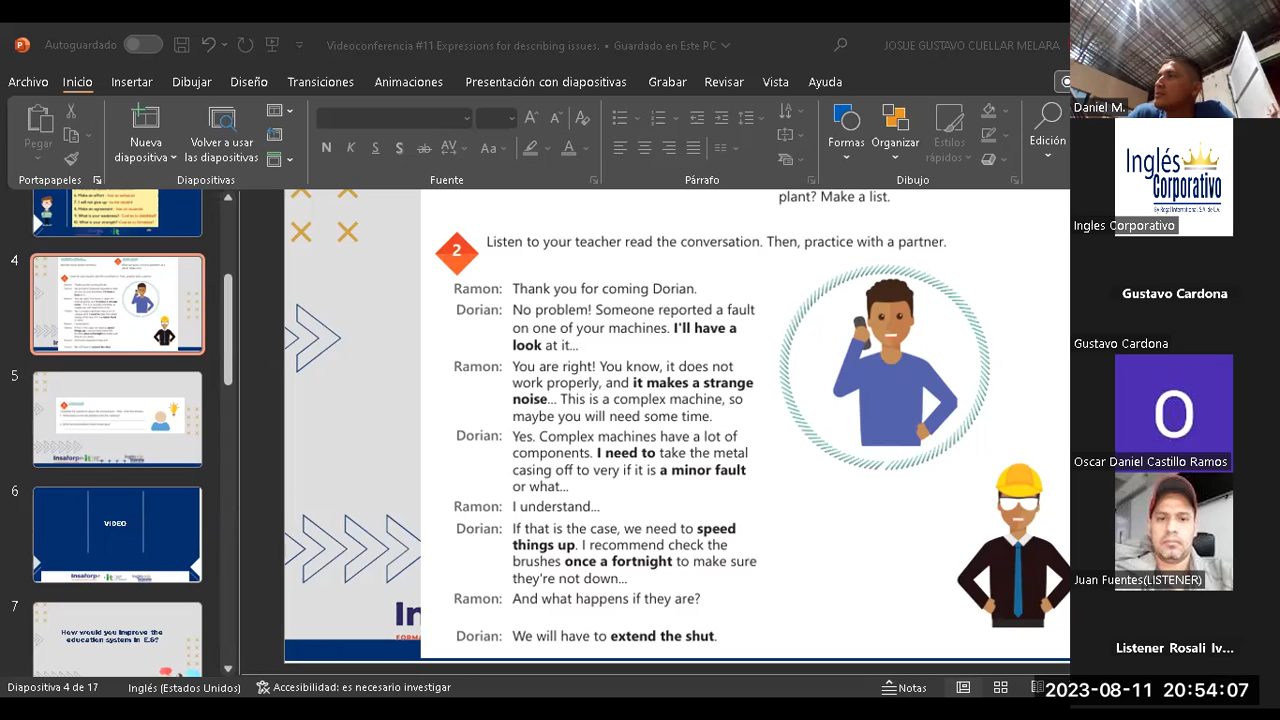 Autoguardado
Videoconferencia #11 Expressions for describing issues. • Guardado en Este PC
JOSUE GUSTAVO CUELLAR MELARA
Archivo Inicio Insertar Dibujar Diseño Transiciones Animaciones Presentación con diapositivas Grabar Revisar Vista Ayuda
Pegar
Nueva
diapositiva
Volver a usar
las diapositivas
N K S S ab AV Aa A
Formas
Organizar
Estilos
rápidos
Edición
Portapapeles
Diapositivas
Fuente
Párrafo
Dibujo
4
5
6
VIDEO
7
How would you improve the
education system in E.S?
plant? Make a list.
2
Listen to your teacher read the conversation. Then, practice with a partner.
Ramon: Thank you for coming Dorian.
Dorian: No problem! Someone reported a fault
on one of your machines. I'll have a
look at it...
Ramon: You are right! You know, it does not
work properly, and it makes a strange
noise... This is a complex machine, so
maybe you will need some time.
Dorian: Yes. Complex machines have a lot of
components. I need to take the metal
casing off to very if it is a minor fault
or what...
Ramon: I understand...
Dorian: If that is the case, we need to speed
things up. I recommend check the
brushes once a fortnight to make sure
they're not down...
Ramon: And what happens if they are?
Dorian: We will have to extend the shut.
Diapositiva 4 de 17
Inglés (Estados Unidos)
Accesibilidad: es necesario investigar
Notas
Daniel M.
Inglés
Corporativo
By Regal International, S.A. de C.V.
Ingles Corporativo
Gustavo Cardona
Gustavo Cardona
O
Oscar Daniel Castillo Ramos
Juan Fuentes(LISTENER)
Listener Rosali Iv...
2023-08-11 20:54:07